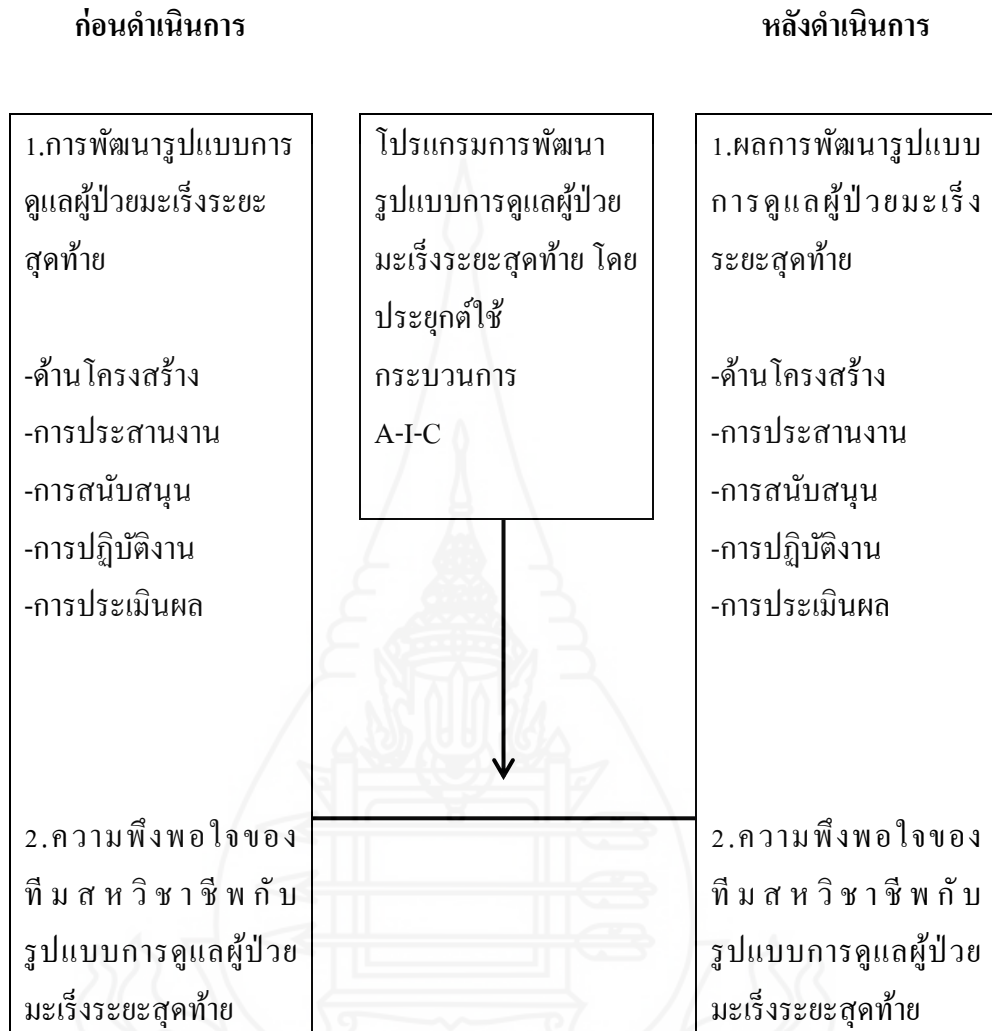 ก่อนดำเนินการ
หลังดำเนินการ
1.การพัฒนารูปแบบการ
ดูแลผู้ป่วยมะเร็งระยะ
สุดท้าย
-ด้านโครงสร้าง
-การประสานงาน
-การสนับสนุน
-การปฏิบัติงาน
-การประเมินผล
2.ความพึงพอใจของ
ทีมสหวิชาชีพกับ
รูปแบบการดูแลผู้ป่วย
มะเร็งระยะสุดท้าย
โปรแกรมการพัฒนา
รูปแบบการดูแลผู้ป่วย
มะเร็งระยะสุดท้าย โดย
ประยุกต์ใช้
กระบวนการ
A-I-C
1.ผลการพัฒนารูปแบบ
การดูแลผู้ป่วยมะเร็ง
ระยะสุดท้าย
-ด้านโครงสร้าง
-การประสานงาน
-การสนับสนุน
-การปฏิบัติงาน
-การประเมินผล
2.ความพึงพอใจของ
ทีมสหวิชาชีพกับ
รูปแบบการดูแลผู้ป่วย
มะเร็งระยะสุดท้าย